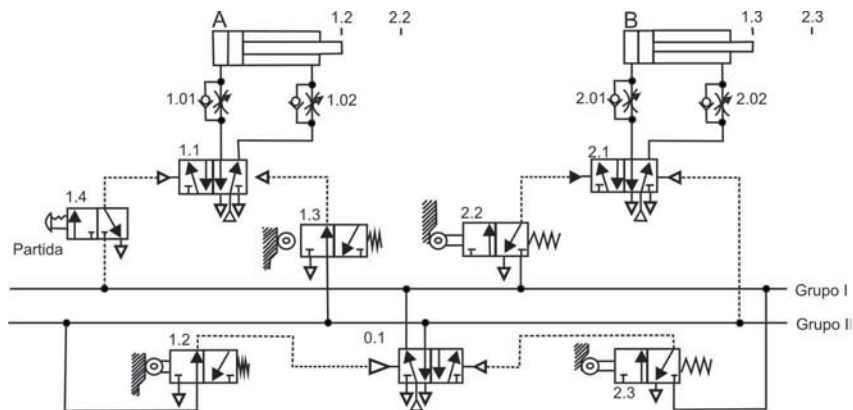 A 1.2 2.2 B 1.3 2.3
1.01 1.02 2.01 2.02
1.1 2.1
1.4 1.3 2.2
Partida
Grupo I
Grupo II
1.2 0.1
2.3